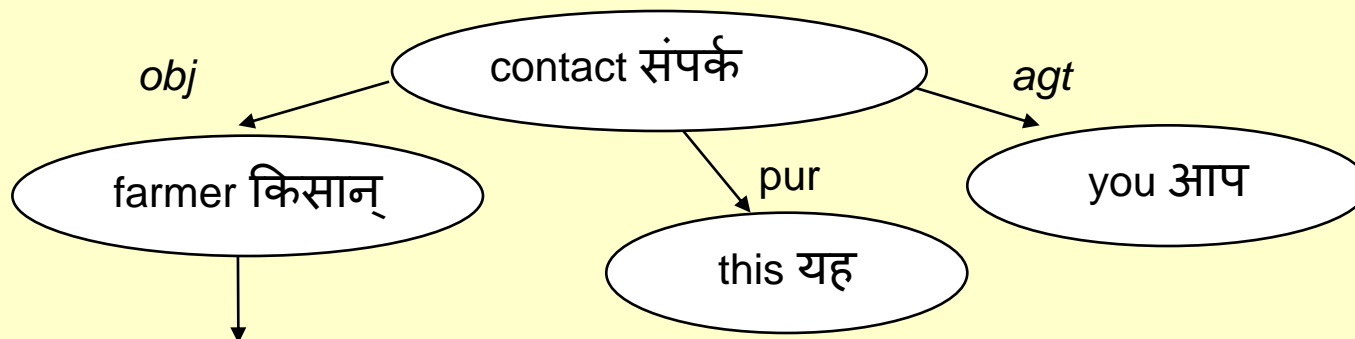 contact संपर्क
obj
agt
farmer किसान्
pur
you आप
this यह